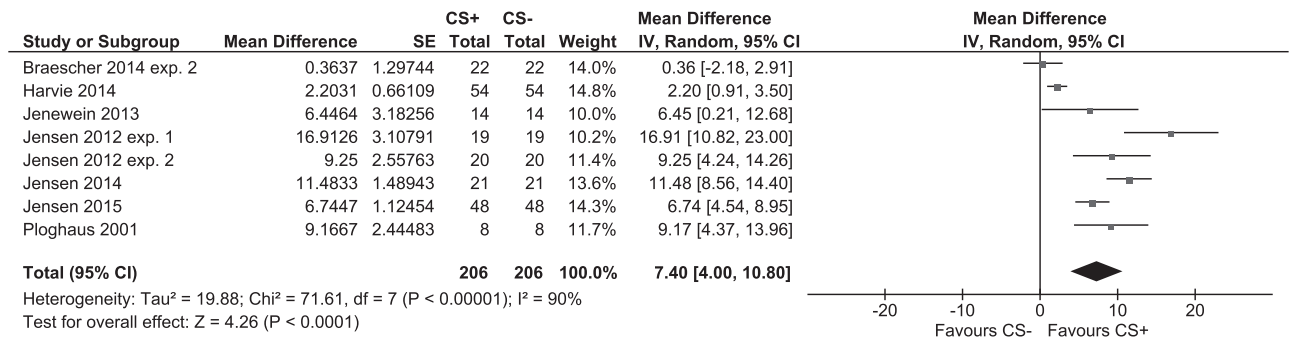 CS+ CS- Mean Difference Mean Difference
Study or Subgroup Mean Difference SE Total Total Weight IV, Random, 95% CI IV, Random, 95% CI
Braescher 2014 exp. 2 0.3637 1.29744 22 22 14.0% 0.36 [-2.18, 2.91]
Harvie 2014 2.2031 0.66109 54 54 14.8% 2.20 [0.91, 3.50]
Jenewein 2013 6.4464 3.18256 14 14 10.0% 6.45 [0.21, 12.68]
Jensen 2012 exp. 1 16.9126 3.10791 19 19 10.2% 16.91 [10.82, 23.00]
Jensen 2012 exp. 2 9.25 2.55763 20 20 11.4% 9.25 [4.24, 14.26]
Jensen 2014 11.4833 1.48943 21 21 13.6% 11.48 [8.56, 14.40]
Jensen 2015 6.7447 1.12454 48 48 14.3% 6.74 [4.54, 8.95]
Ploghaus 2001 9.1667 2.44483 8 8 11.7% 9.17 [4.37, 13.96]
Total (95% CI) 206 206 100.0% 7.40 [4.00, 10.80]
Heterogeneity: Tau² = 19.88; Chi² = 71.61, df = 7 (P < 0.00001); I² = 90%
Test for overall effect: Z = 4.26 (P < 0.0001)
-20 -10 0 10 20
Favours CS- Favours CS+